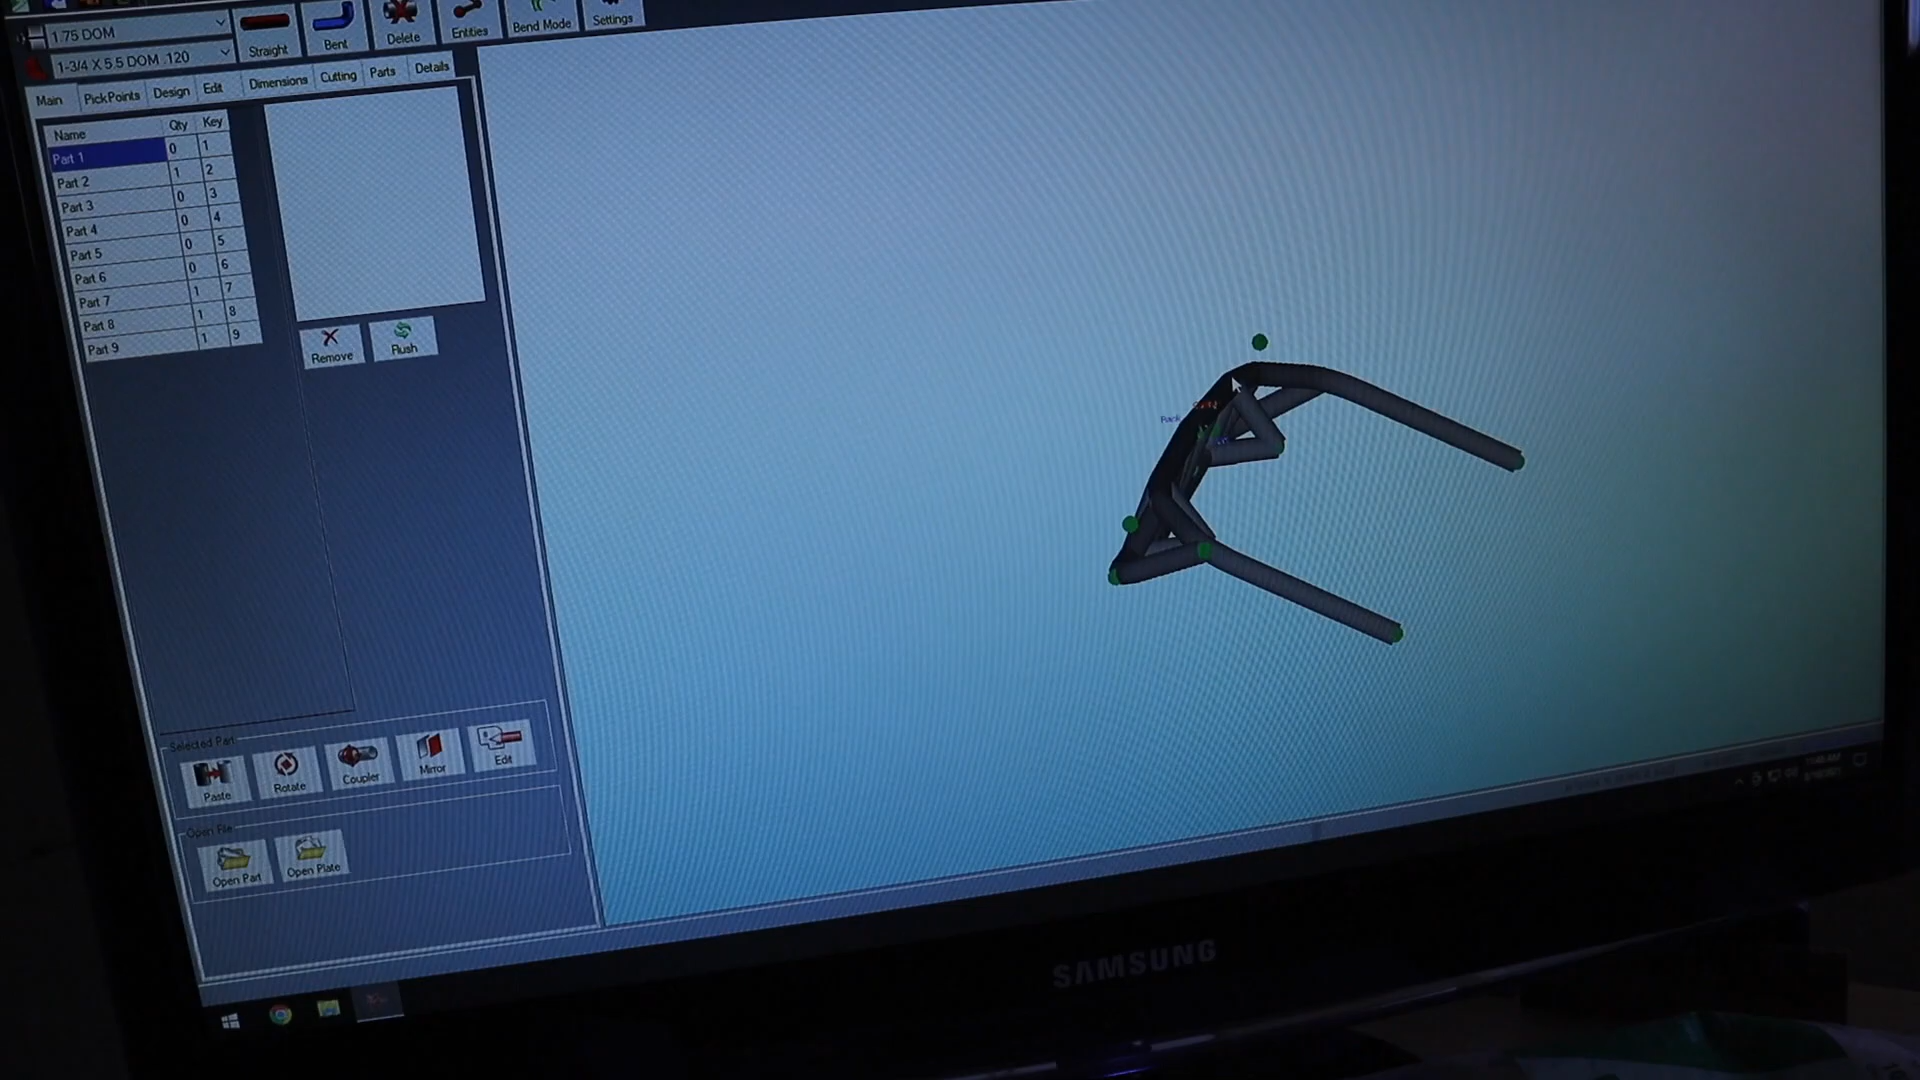 1.75 DOM
1-3/4 X 5.5 DOM .120
Straight
Bent
Delete
Entities
Bend Mode
Settings
Main
PickPoints
Design
Edit
Dimensions
Cutting
Parts
Details
Name Qty Key
Part 1 0 1
Part 2 1 2
Part 3 0 3
Part 4 0 4
Part 5 0 5
Part 6 0 6
Part 7 1 7
Part 8 1 8
Part 9 1 9
Remove
Flush
Back
Selected Part
Paste
Rotate
Coupler
Mirror
Edit
Open File
Open Part
Open Plate
SAMSUNG